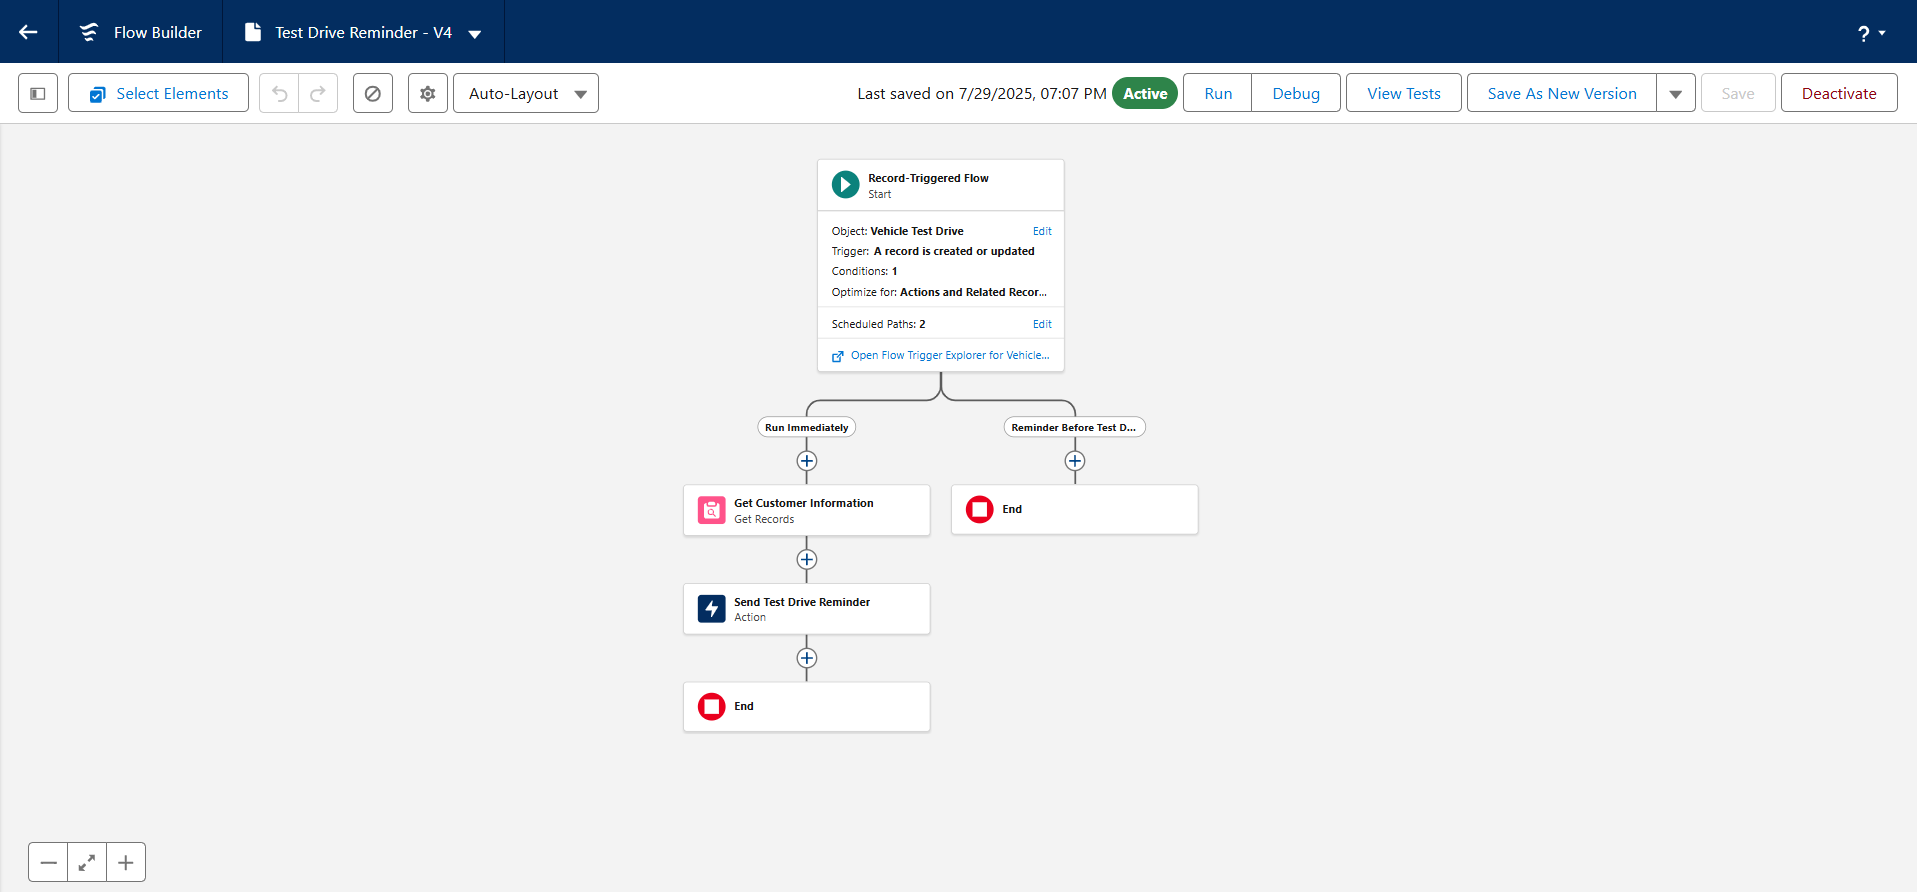 Flow Builder
Test Drive Reminder - V4
?
Select Elements
Auto-Layout
Last saved on 7/29/2025, 07:07 PM
Active
Run
Debug
View Tests
Save As New Version
Save
Deactivate
Record-Triggered Flow
Start
Object: Vehicle Test Drive
Edit
Trigger: A record is created or updated
Conditions: 1
Optimize for: Actions and Related Recor...
Scheduled Paths: 2
Edit
Open Flow Trigger Explorer for Vehicle...
Run Immediately
Reminder Before Test D...
Get Customer Information
Get Records
End
Send Test Drive Reminder
Action
End